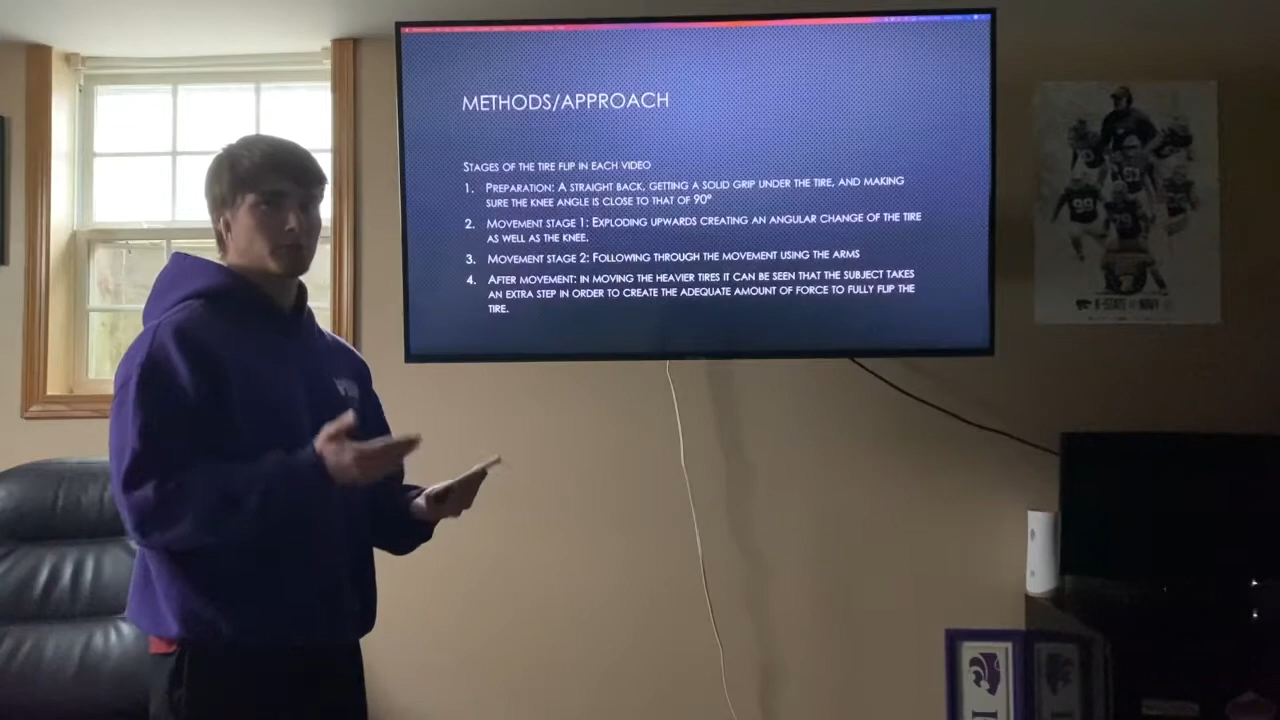 METHODS/APPROACH
STAGES OF THE TIRE FLIP IN EACH VIDEO
1. PREPARATION: A STRAIGHT BACK, GETTING A SOLID GRIP UNDER THE TIRE, AND MAKING
SURE THE KNEE ANGLE IS CLOSE TO THAT OF 90°
2. MOVEMENT STAGE 1: EXPLODING UPWARDS CREATING AN ANGULAR CHANGE OF THE TIRE
AS WELL AS THE KNEE.
3. MOVEMENT STAGE 2: FOLLOWING THROUGH THE MOVEMENT USING THE ARMS
4. AFTER MOVEMENT: IN MOVING THE HEAVIER TIRES IT CAN BE SEEN THAT THE SUBJECT TAKES
AN EXTRA STEP IN ORDER TO CREATE THE ADEQUATE AMOUNT OF FORCE TO FULLY FLIP THE
TIRE.
99
K-STATE NAVY